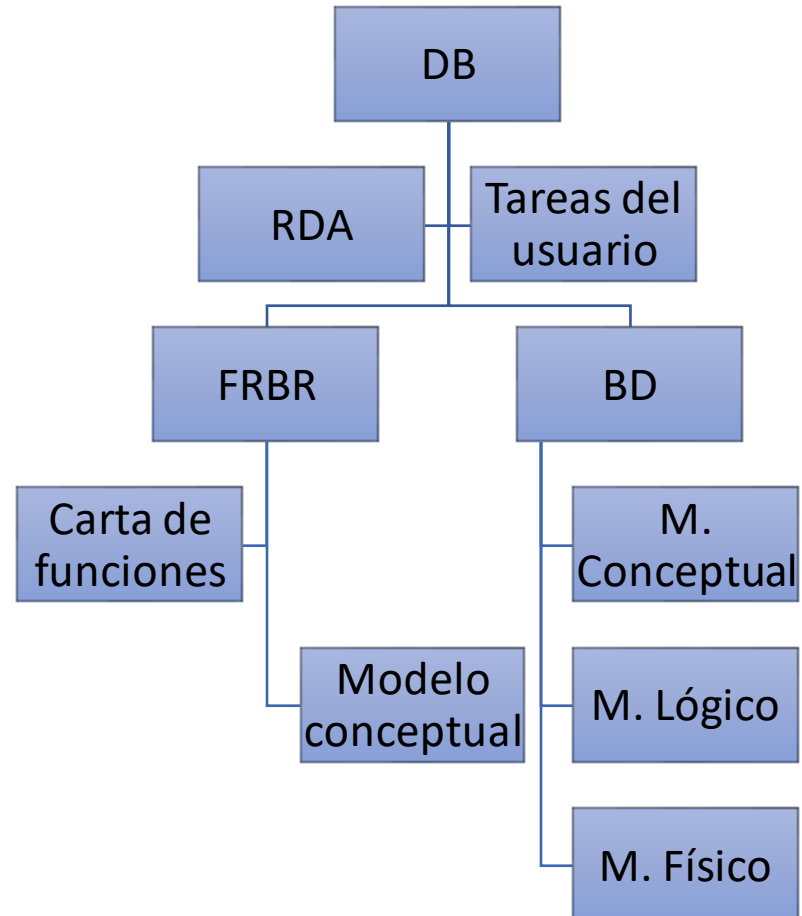 DB
RDA
Tareas del
usuario
FRBR
BD
Carta de
funciones
M.
Conceptual
Modelo
conceptual
M. Lógico
M. Físico